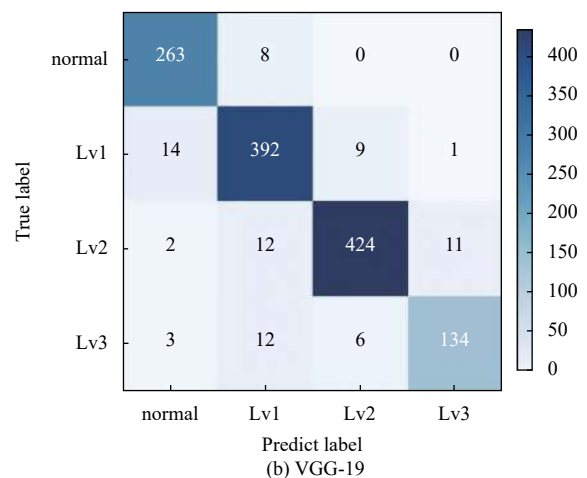 normal 263 8 0 0 400
350
Lv1 14 392 9 1 300
250
True label
200
Lv2 2 12 424 11 150
100
Lv3 3 12 6 134 50
0
normal Lv1 Lv2 Lv3
Predict label
(b) VGG-19